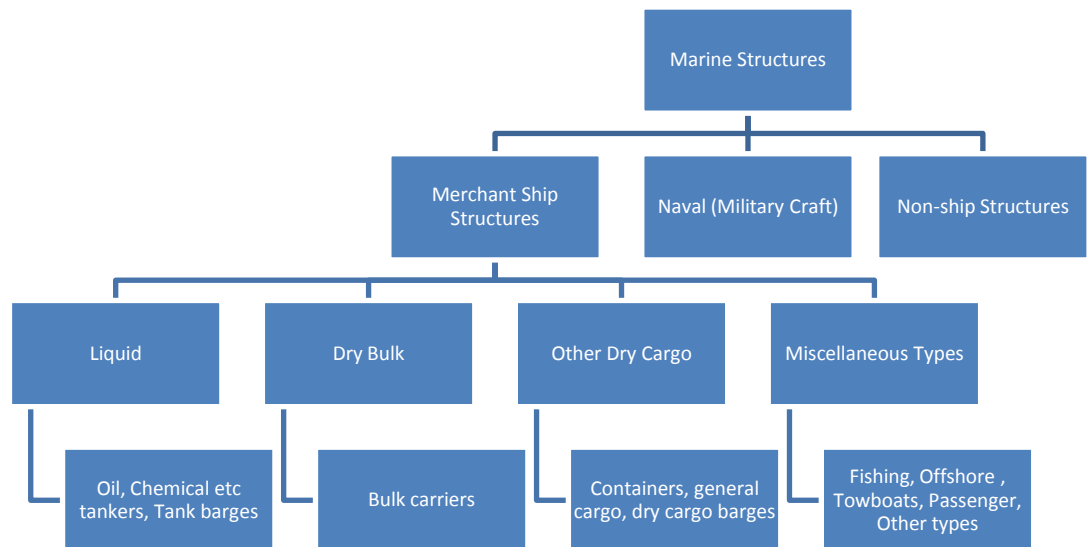 Marine Structures
Merchant Ship
Structures
Naval (Military Craft)
Non-ship Structures
Liquid
Dry Bulk
Other Dry Cargo
Miscellaneous Types
Oil, Chemical etc
tankers, Tank barges
Bulk carriers
Containers, general
cargo, dry cargo barges
Fishing, Offshore ,
Towboats, Passenger,
Other types